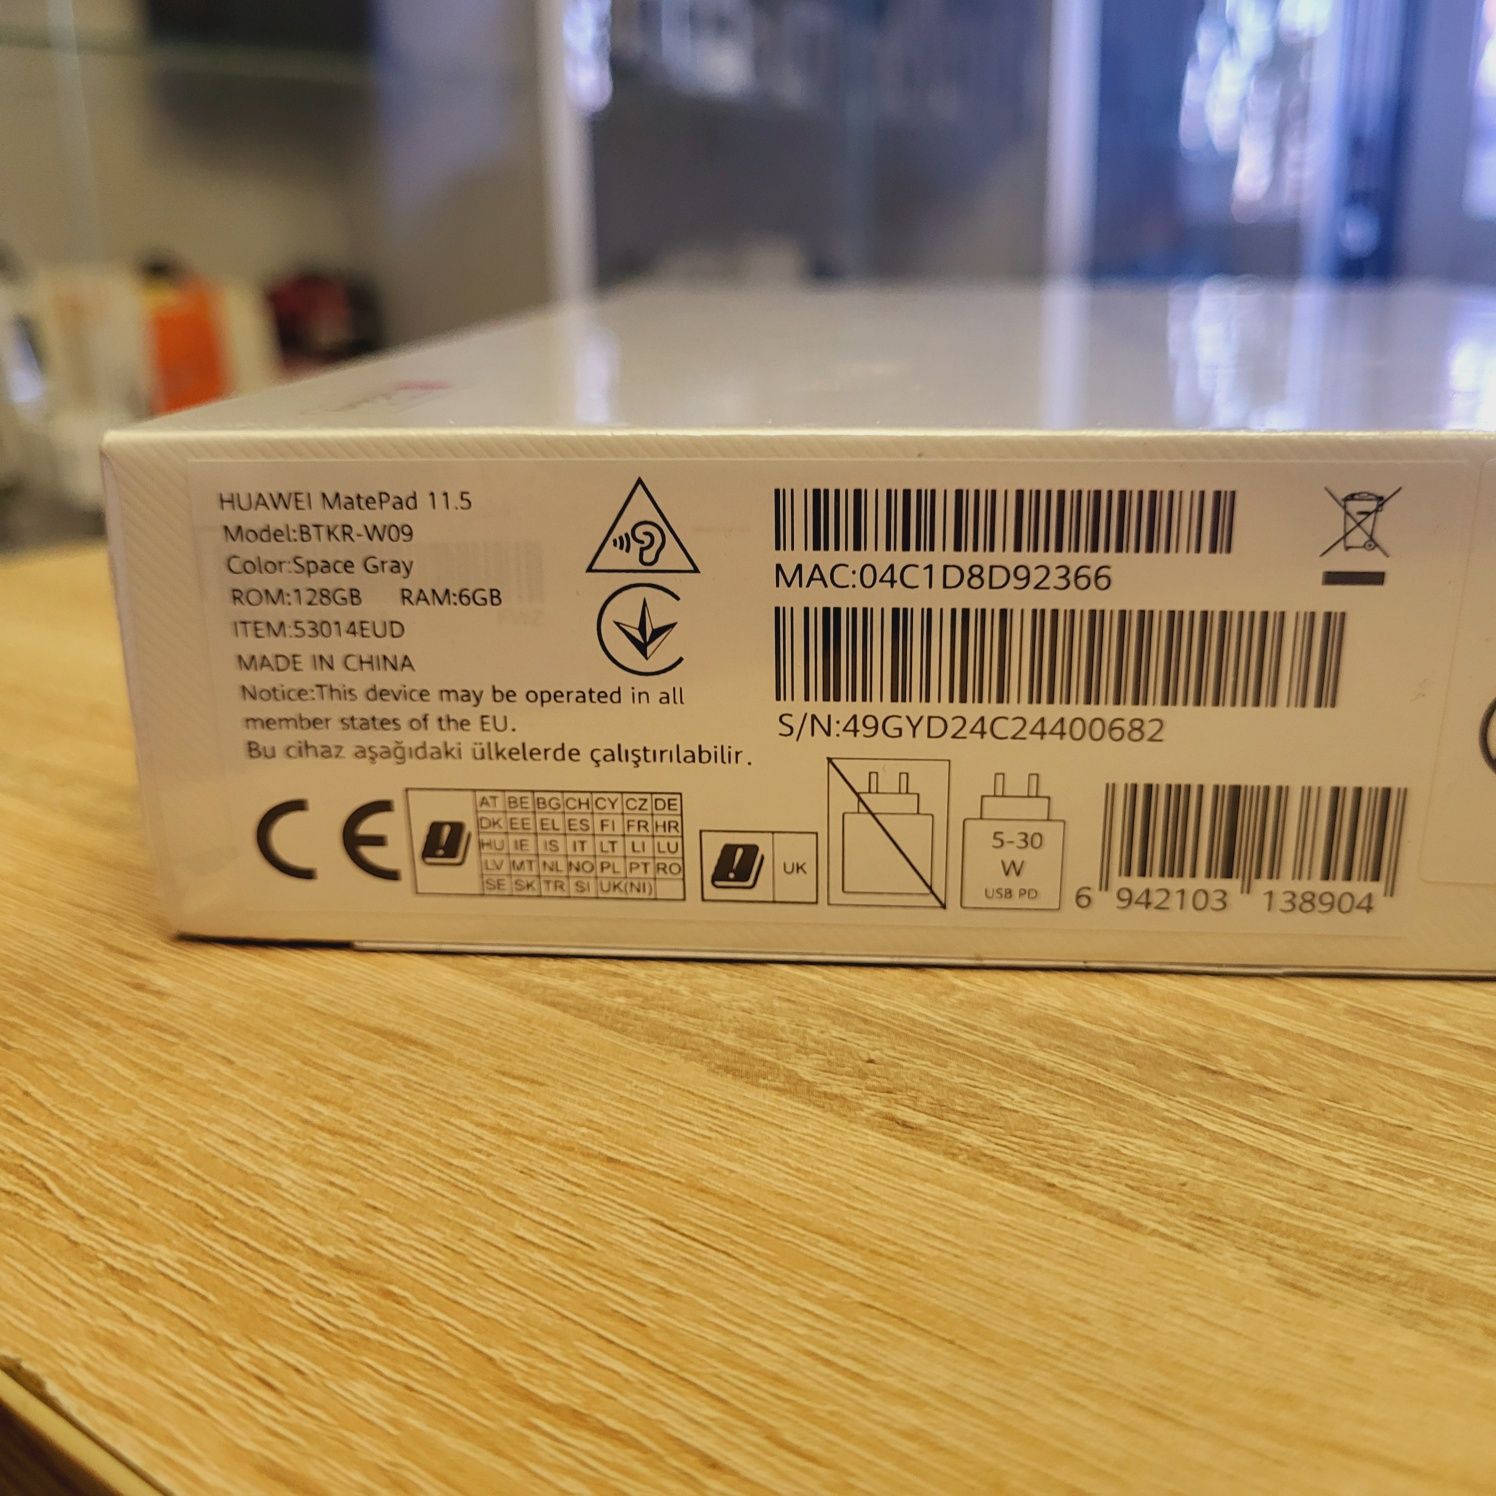 HUAWEI MatePad 11.5
Model:BTKR-W09
Color:Space Gray
ROM:128GB RAM:6GB
ITEM:53014EUD
MADE IN CHINA
Notice:This device may be operated in all
member states of the EU.
Bu cihaz aşağıdaki ülkelerde çalıştırılabilir.
CE
AT BE BG CH CY CZ DE
DK EE EL ES FI FR HR
HU IE IS IT LT LI LU
LV MT NL NO PL PT RO
SE SK TR SI UK(NI)
UK
MAC:04C1D8D92366
S/N:49GYD24C24400682
5-30
W
USB PD
6 942103 138904